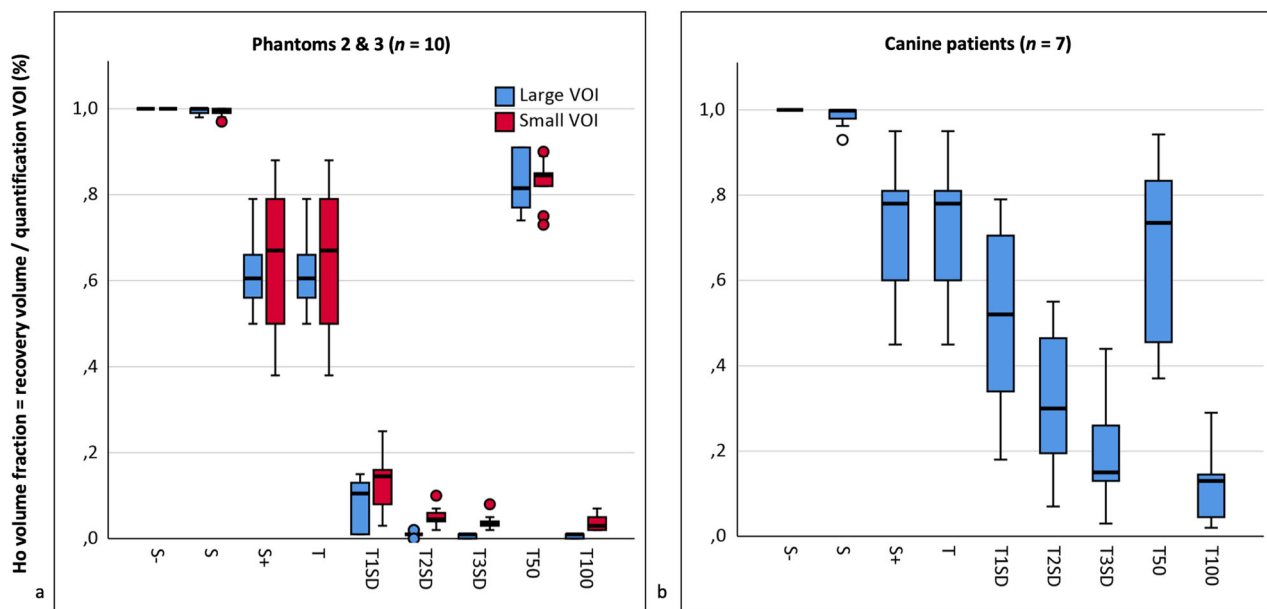 Ho volume fraction = recovery volume / quantification VOI (%)
Phantoms 2 & 3 (n = 10)
Large VOI
Small VOI
1,0
,8
,6
,4
,2
,0
S-
S
S+
T
T1SD
T2SD
T3SD
T50
T100
a
Canine patients (n = 7)
1,0
,8
,6
,4
,2
,0
S-
S
S+
T
T1SD
T2SD
T3SD
T50
T100
b